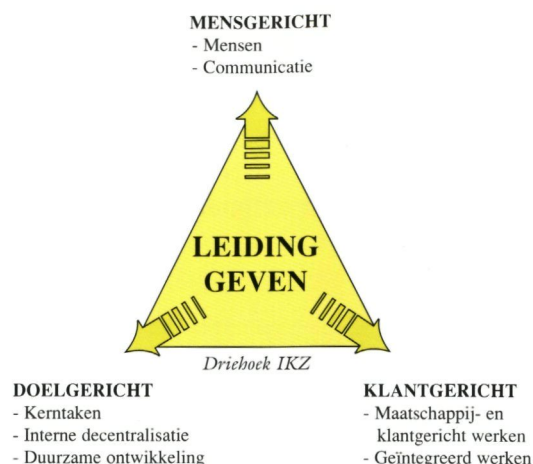 MENSGERICHT
- Mensen
- Communicatie
LEIDING
GEVEN
Driehoek IKZ
DOELGERICHT
- Kerntaken
- Interne decentralisatie
- Duurzame ontwikkeling
KLANTGERICHT
- Maatschappij- en
klantgericht werken
- Geïntegreerd werken